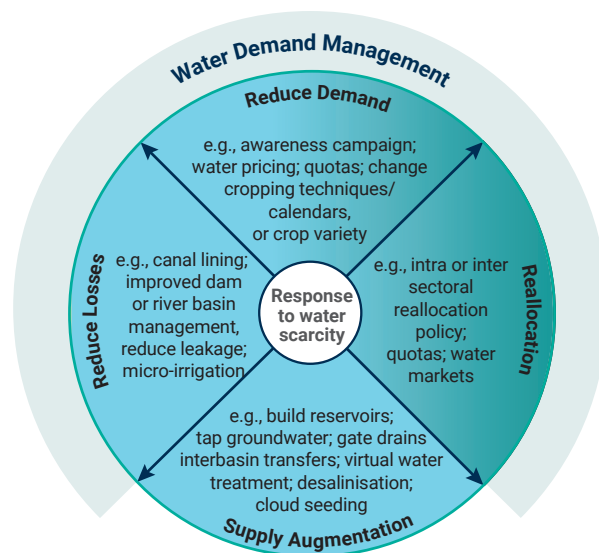 Water Demand Management
Reduce Demand
e.g., awareness campaign;
water pricing; quotas; change
cropping techniques/
calendars,
or crop variety
Reduce Losses
e.g., canal lining;
improved dam
or river basin
management,
reduce leakage;
micro-irrigation
Response
to water
scarcity
e.g., intra or inter
sectoral
reallocation
policy;
quotas; water
markets
Reallocation
e.g., build reservoirs;
tap groundwater; gate drains
interbasin transfers; virtual water
treatment; desalinisation;
cloud seeding
Supply Augmentation